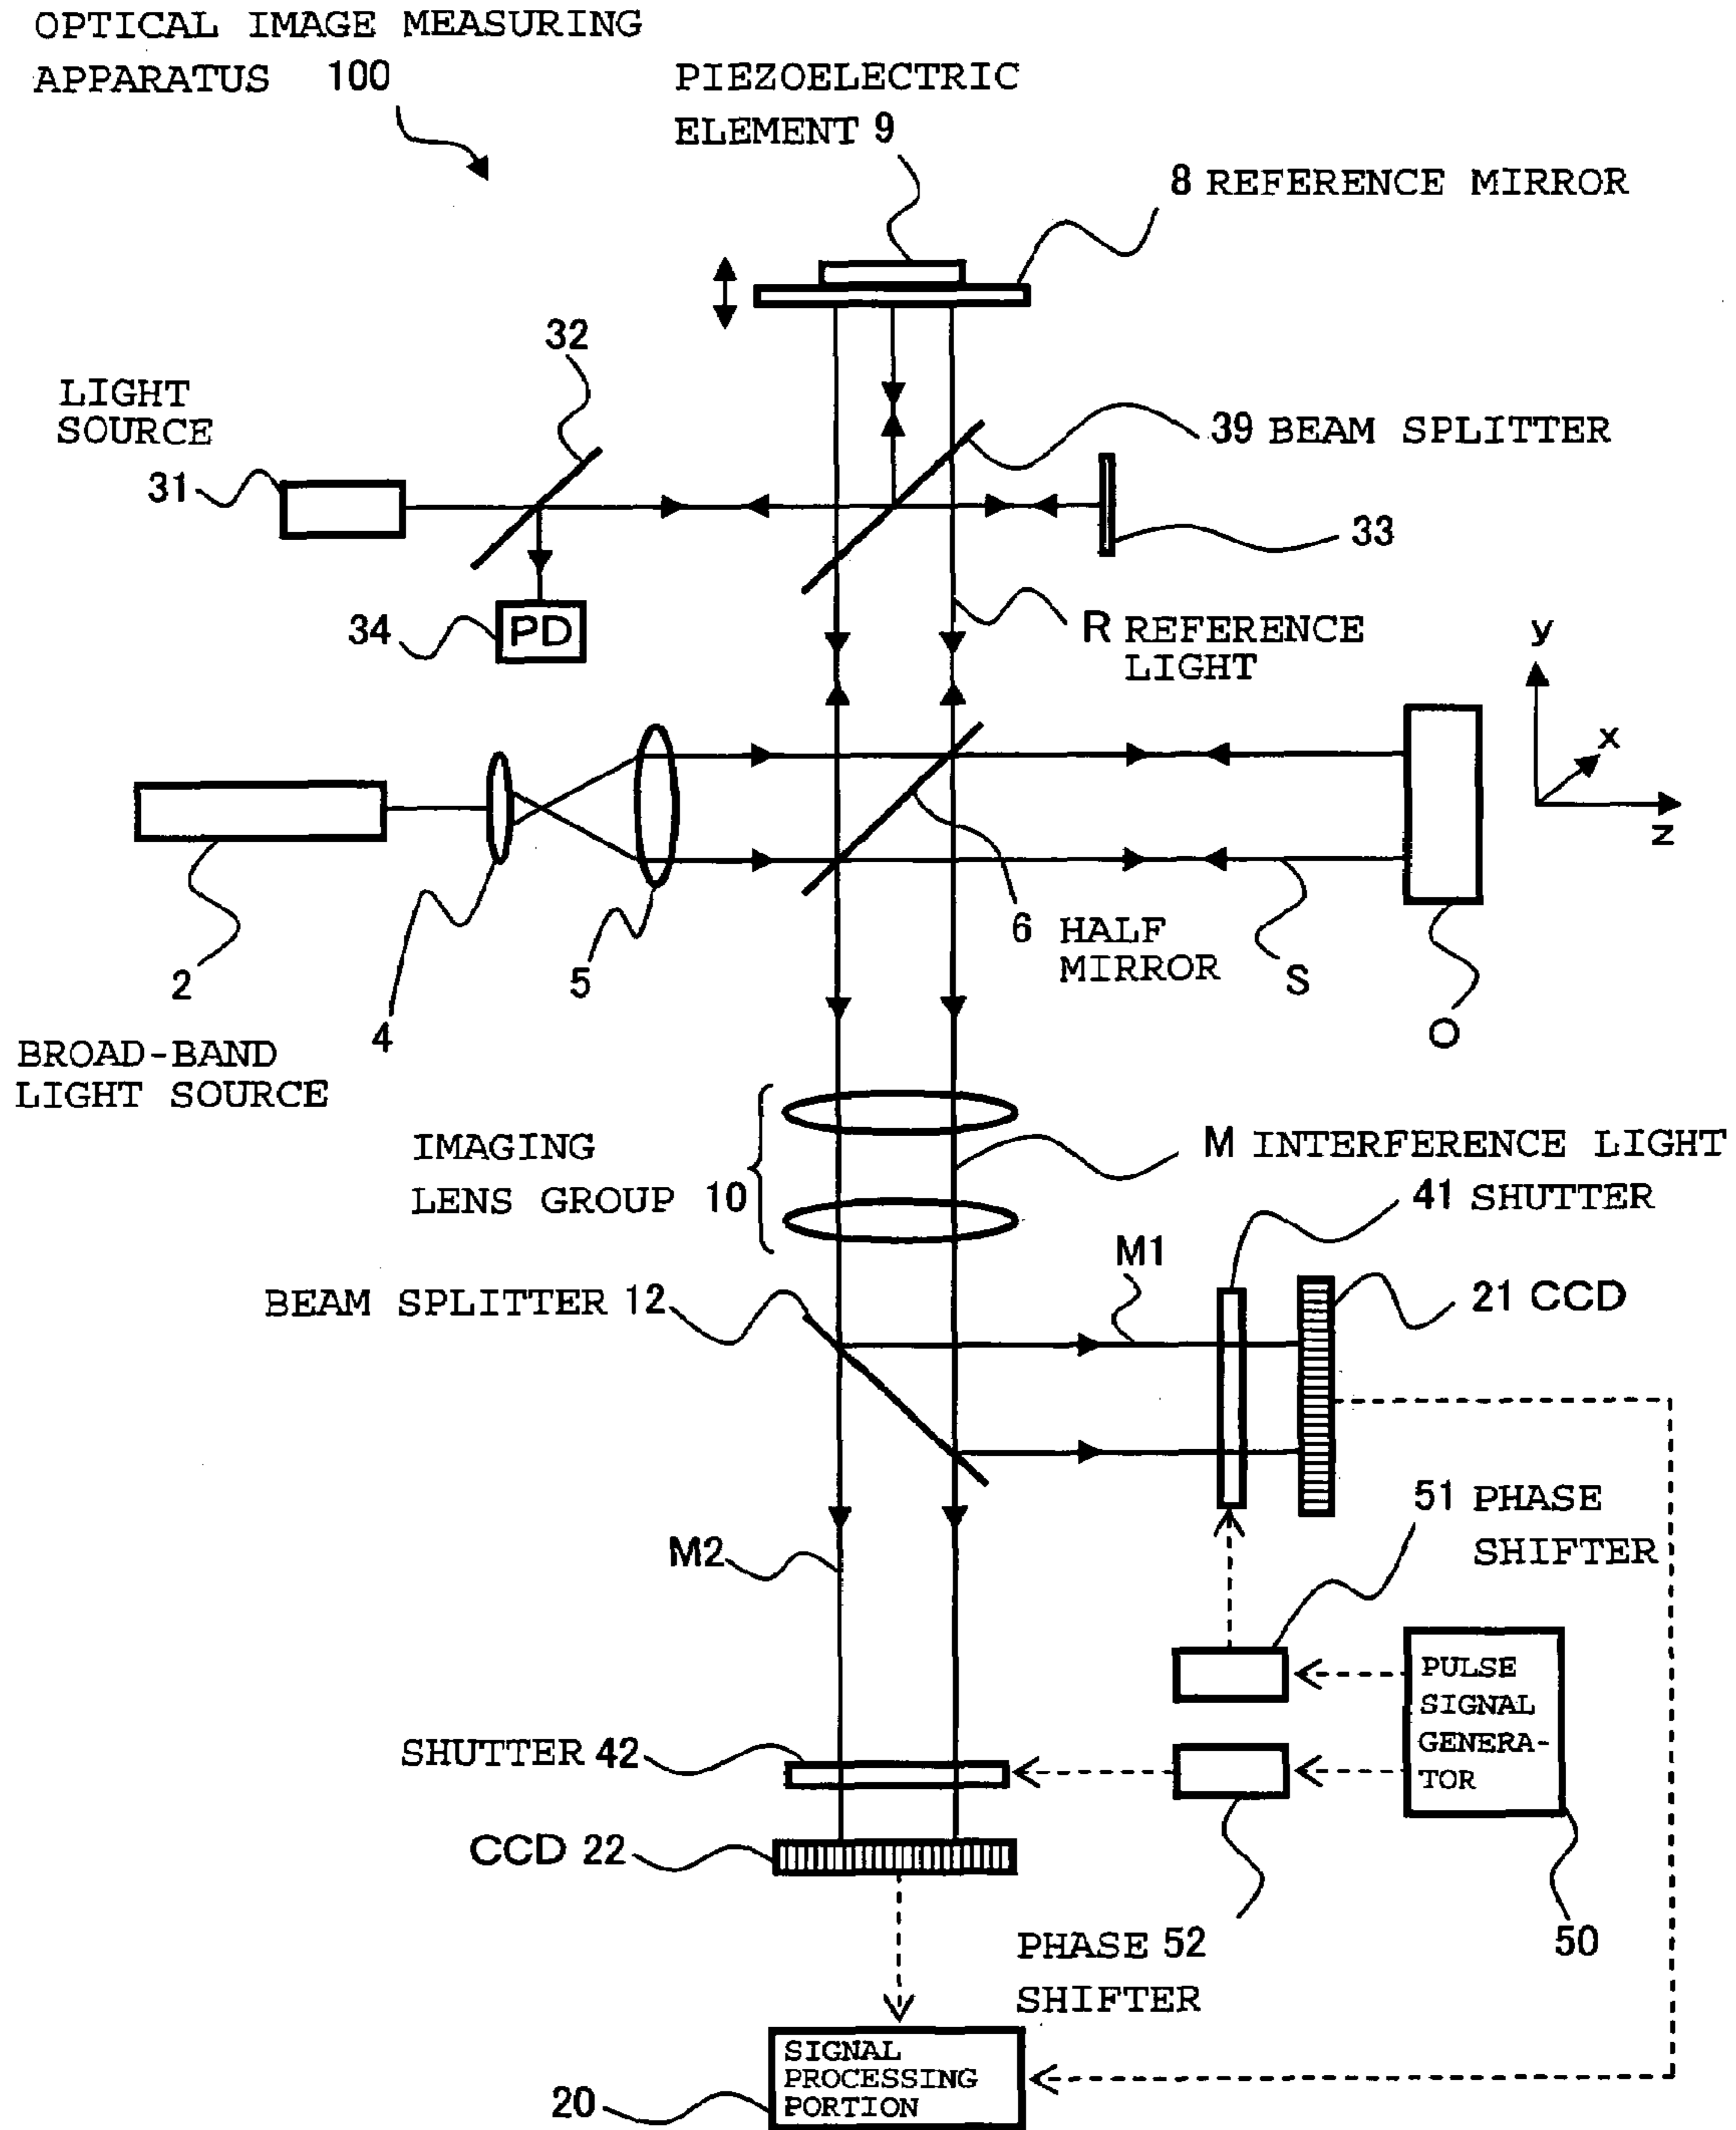 OPTICAL IMAGE MEASURING
APPARATUS 100
PIEZOELECTRIC
ELEMENT 9
8 REFERENCE MIRROR
32
LIGHT
SOURCE
31
39 BEAM SPLITTER
33
34
PD
R REFERENCE
LIGHT
y
x
z
2
4
5
6 HALF
MIRROR
S
O
BROAD-BAND
LIGHT SOURCE
IMAGING
LENS GROUP 10
M INTERFERENCE LIGHT
41 SHUTTER
M1
BEAM SPLITTER 12
21 CCD
51 PHASE
SHIFTER
M2
PULSE
SIGNAL
GENERA-
TOR
SHUTTER 42
CCD 22
50
PHASE 52
SHIFTER
SIGNAL
PROCESSING
PORTION
20